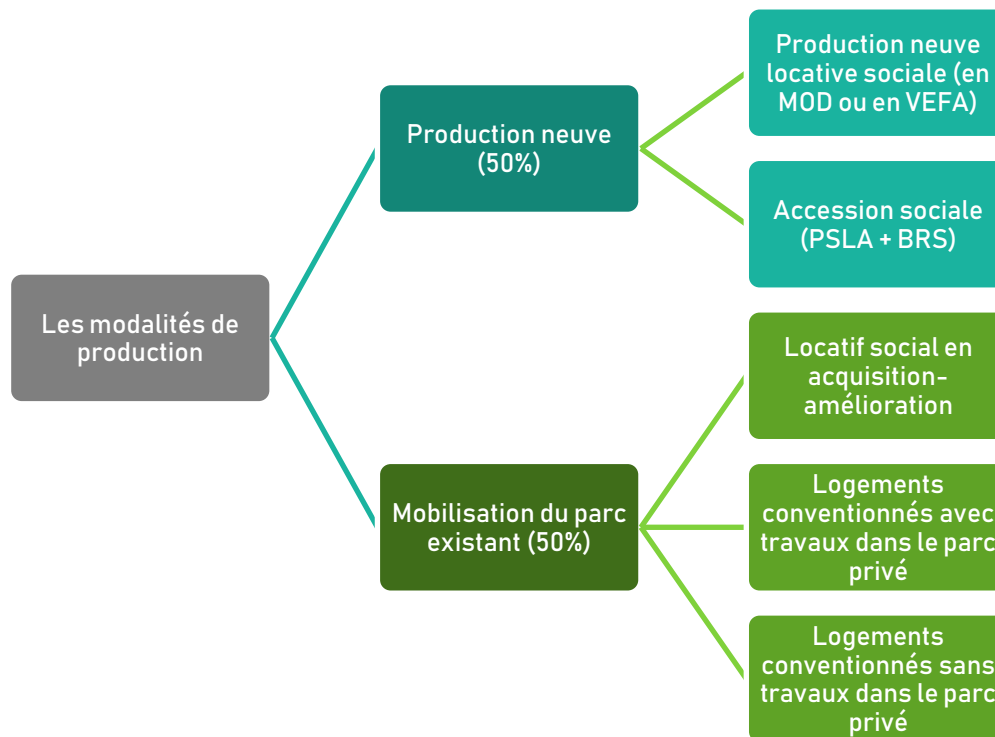 Les modalités de
production
Production neuve
(50%)
Production neuve
locative sociale (en
MOD ou en VEFA)
Accession sociale
(PSLA + BRS)
Mobilisation du parc
existant (50%)
Locatif social en
acquisition-
amélioration
Logements
conventionnés avec
travaux dans le parc
privé
Logements
conventionnés sans
travaux dans le parc
privé